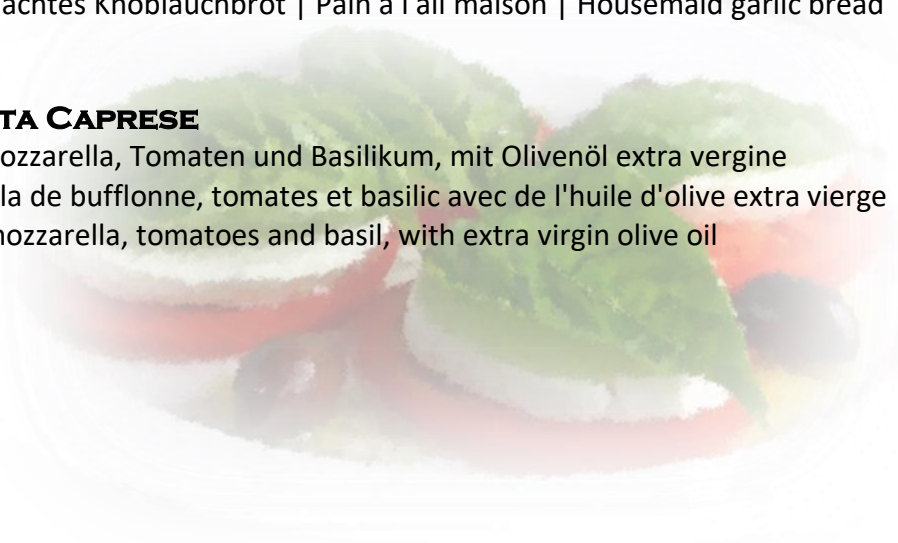 achtes Knoblauchbrot | Pain à l'ail maison | Housemaid garlic bread
TA CAPRESE
ozzarella, Tomaten und Basilikum, mit Olivenöl extra vergine
la de bufflonne, tomates et basilic avec de l'huile d'olive extra vierge
mozzarella, tomatoes and basil, with extra virgin olive oil